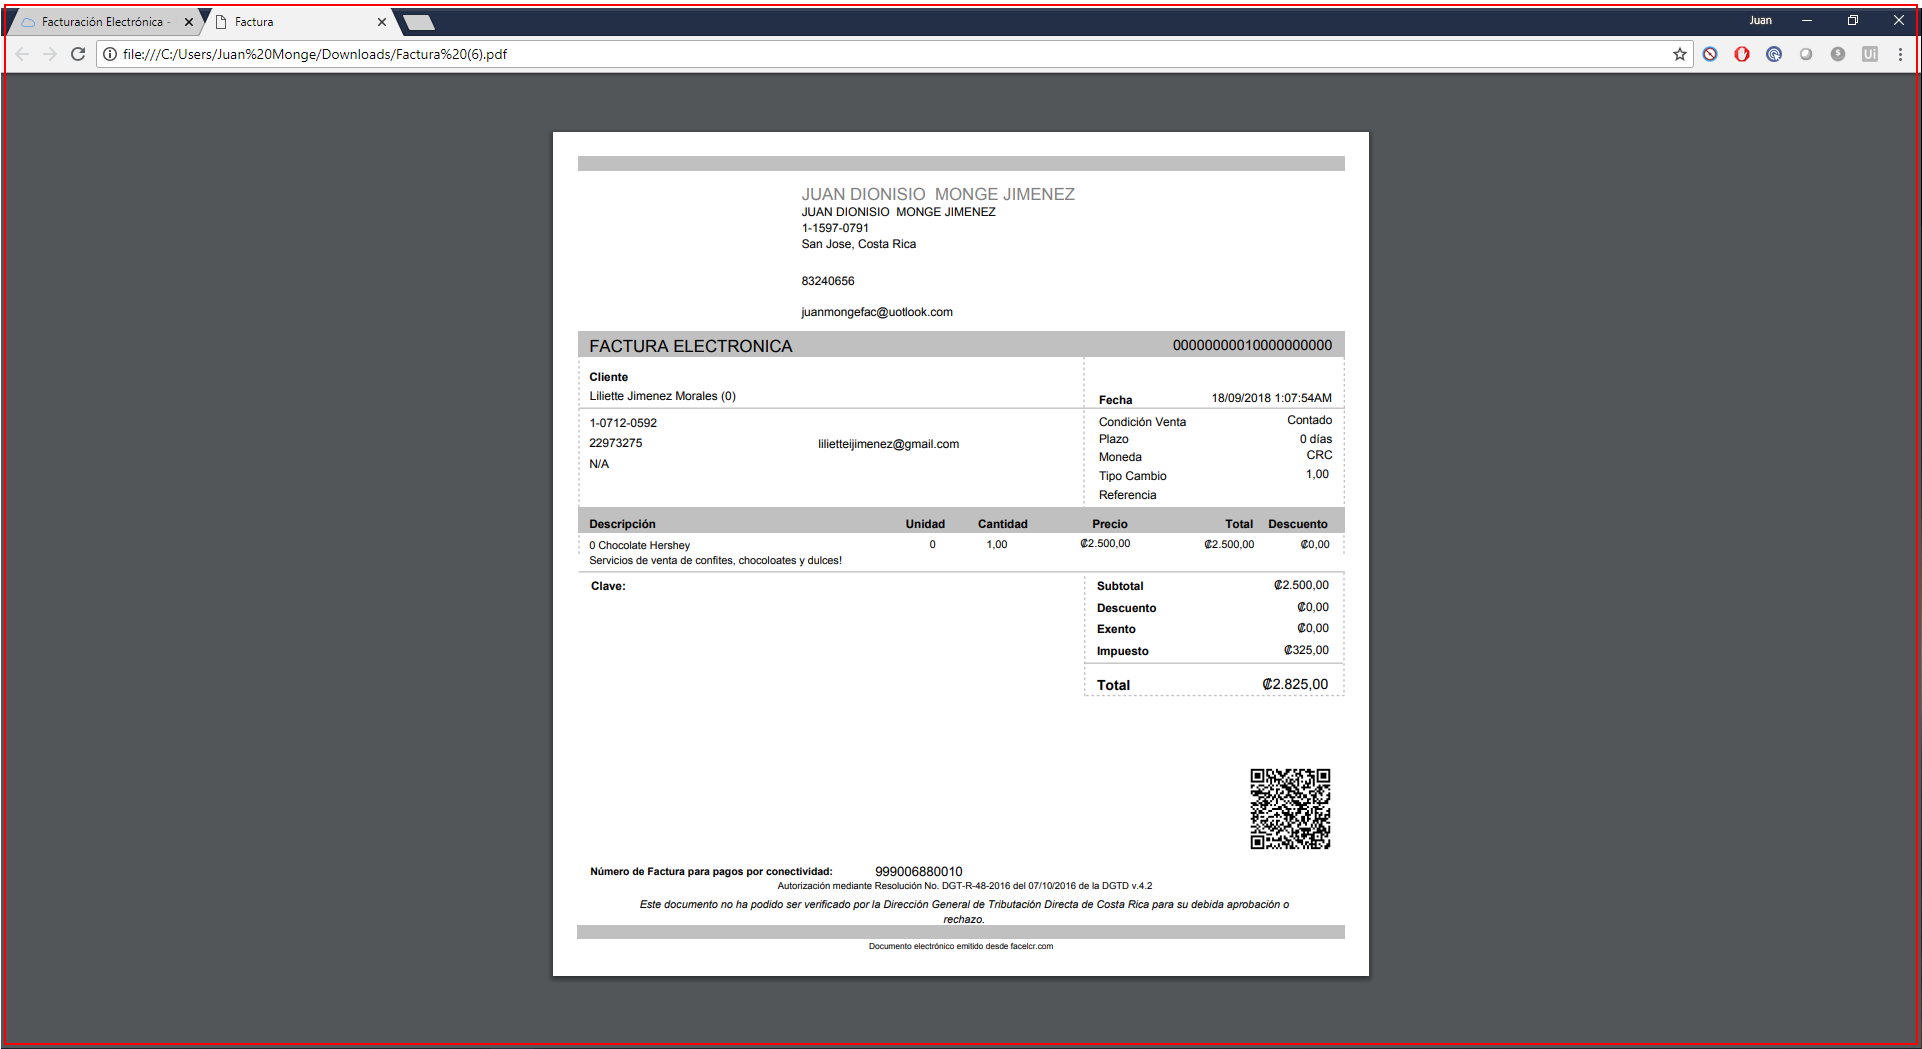 Facturación Electrónica -
Factura
Juan
file:///C:/Users/Juan%20Monge/Downloads/Factura%20(6).pdf
JUAN DIONISIO  MONGE JIMENEZ
JUAN DIONISIO  MONGE JIMENEZ
1-1597-0791
San Jose, Costa Rica
83240656
juanmongefac@uotlook.com
FACTURA ELECTRONICA 00000000010000000000
Cliente
Liliette Jimenez Morales (0)
Fecha 18/09/2018 1:07:54AM
1-0712-0592
22973275 lilietteijimenez@gmail.com
N/A
Condición Venta Contado
Plazo 0 días
Moneda CRC
Tipo Cambio 1,00
Referencia
Descripción Unidad Cantidad Precio Total Descuento
0 Chocolate Hershey 0 1,00 ₡2.500,00 ₡2.500,00 ₡0,00
Servicios de venta de confites, chocoloates y dulces!
Clave:
Subtotal ₡2.500,00
Descuento ₡0,00
Exento ₡0,00
Impuesto ₡325,00
Total ₡2.825,00
Número de Factura para pagos por conectividad: 999006880010
Autorización mediante Resolución No. DGT-R-48-2016 del 07/10/2016 de la DGTD v.4.2
Este documento no ha podido ser verificado por la Dirección General de Tributación Directa de Costa Rica para su debida aprobación o
rechazo.
Documento electrónico emitido desde facelcr.com